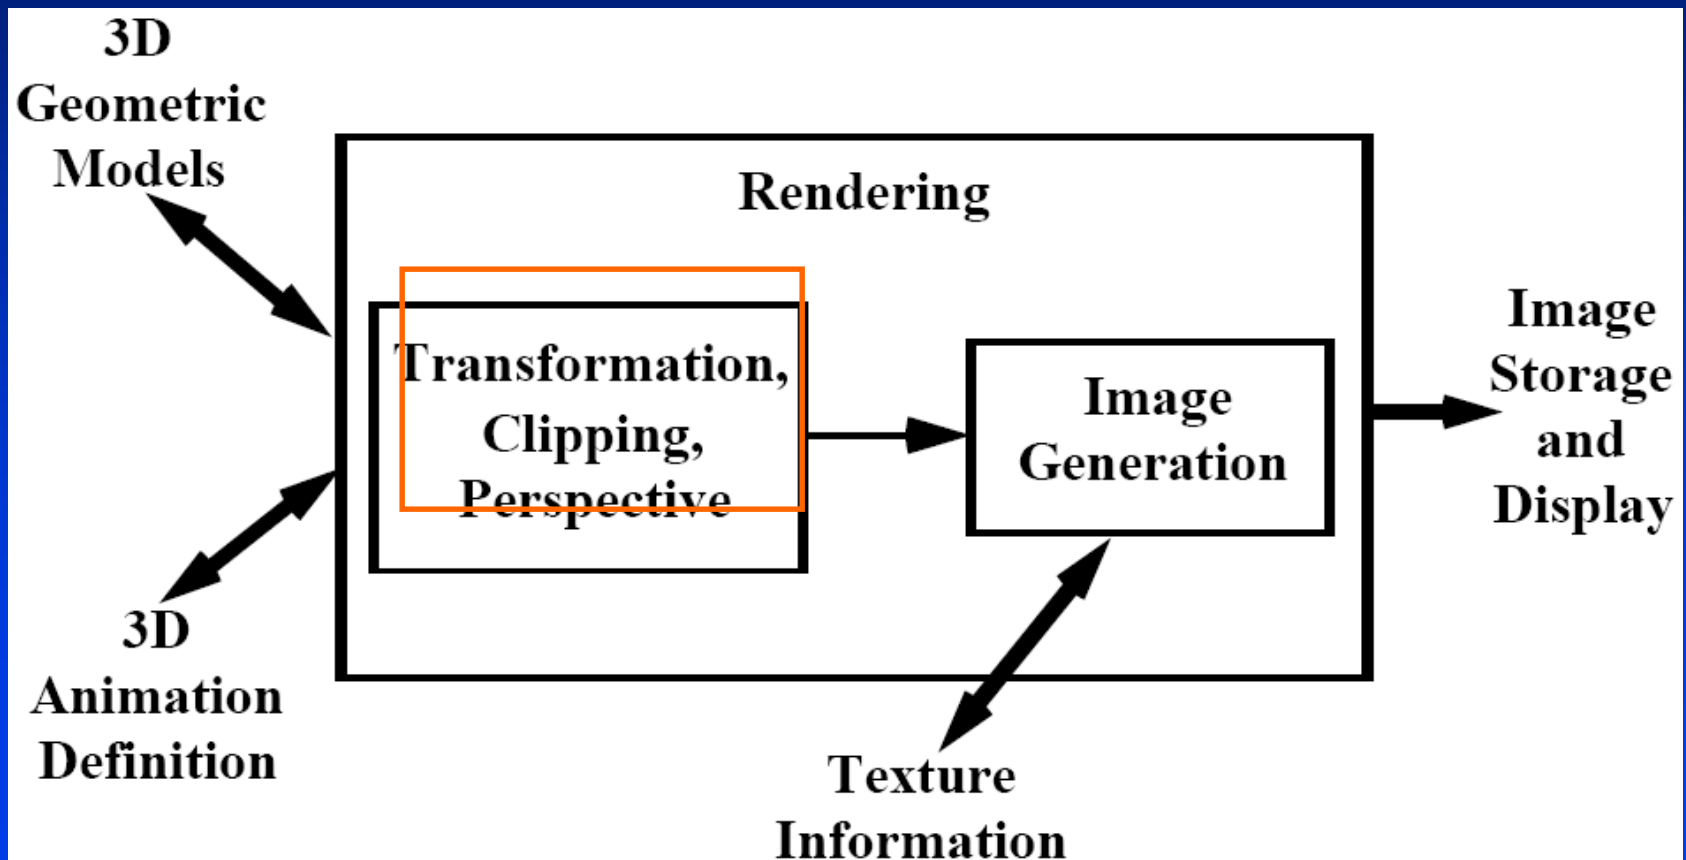 3D
Geometric
Models
Rendering
Transformation,
Clipping,
Perspective
Image
Generation
Image
Storage
and
Display
3D
Animation
Definition
Texture
Information